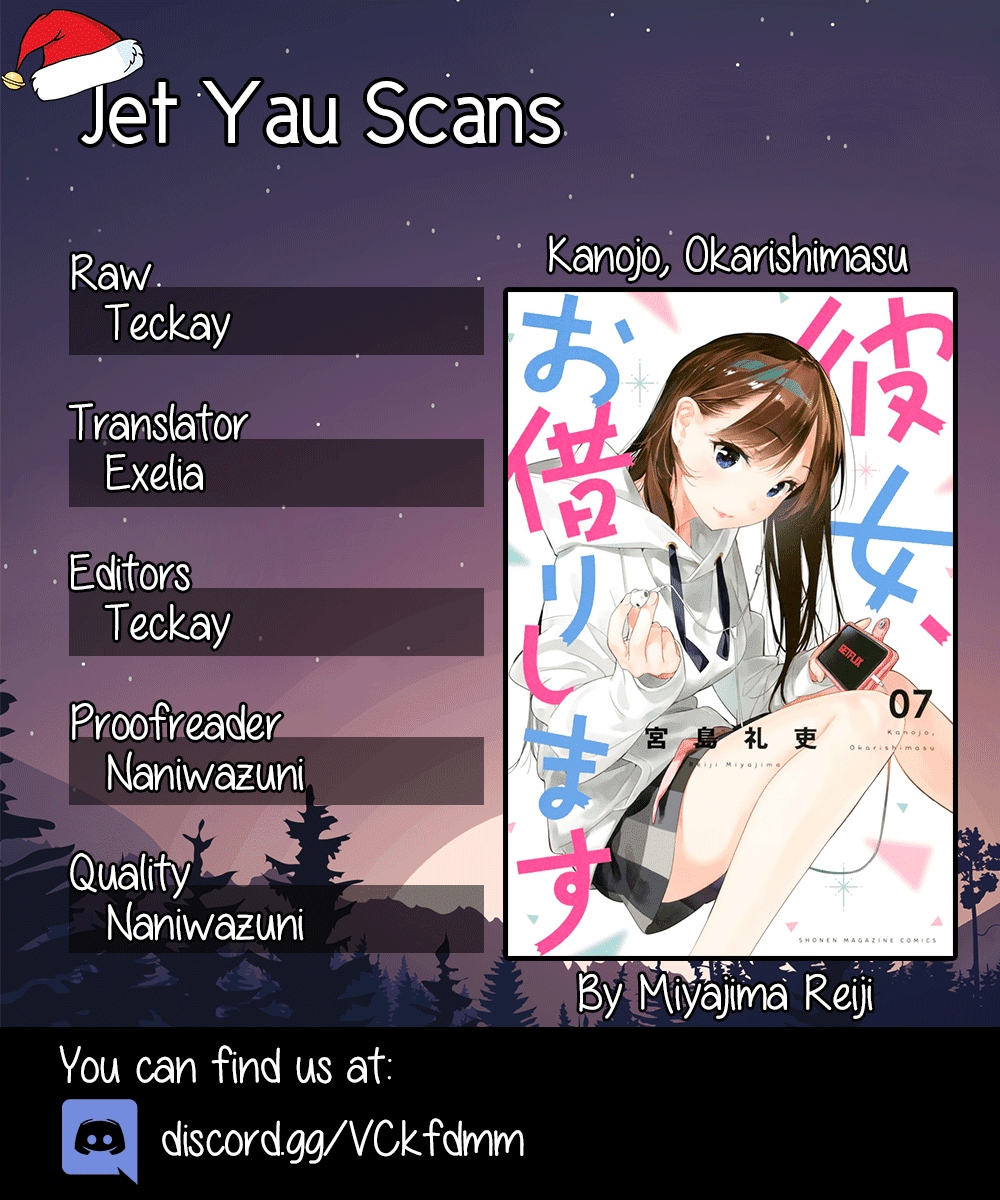 Jet Yau Scans
Raw
Teckay
Translator
Exelia
Editors
Teckay
Proofreader
Naniwazuni
Quality
Naniwazuni
Kanojo, Okarishimasu
彼女、
お借りします
BETFLIX
07
Kanojo,
Okarishimasu
宮島礼吏
Reiji Miyajima
SHONEN MAGAZINE COMICS
By Miyajima Reiji
You can find us at:
discord.gg/VCkfdmm